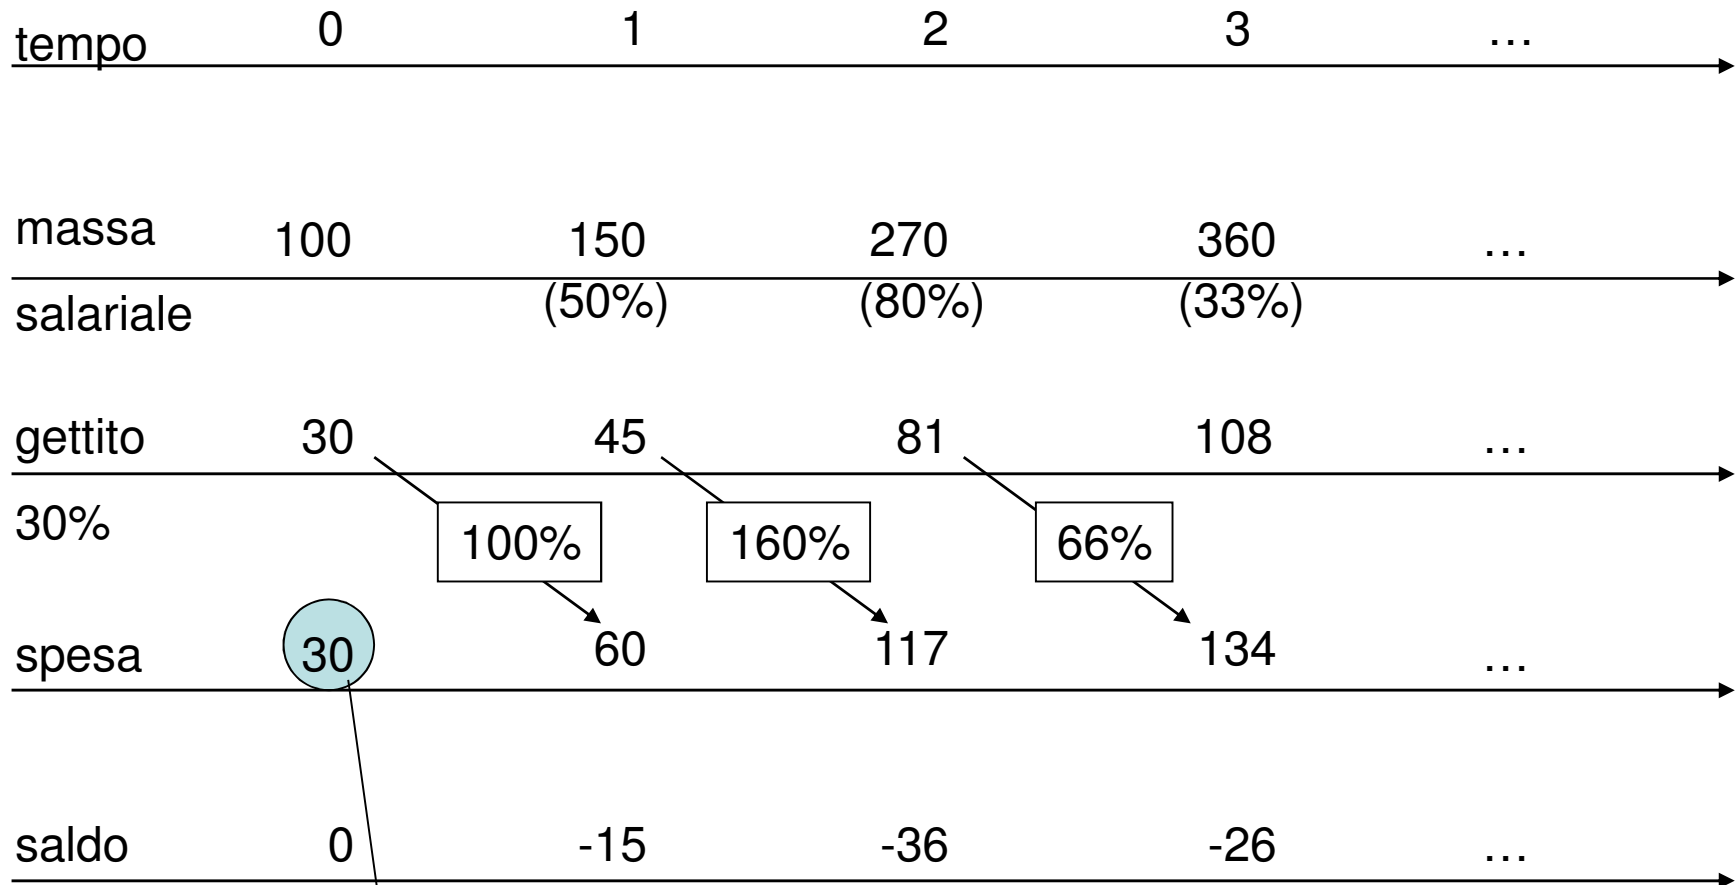 tempo 0 1 2 3 …
massa 100 150 270 360 …
salariale (50%) (80%) (33%)
gettito 30 45 81 108 …
30% 100% 160% 66%
spesa 30 60 117 134 …
saldo 0 -15 -36 -26 …